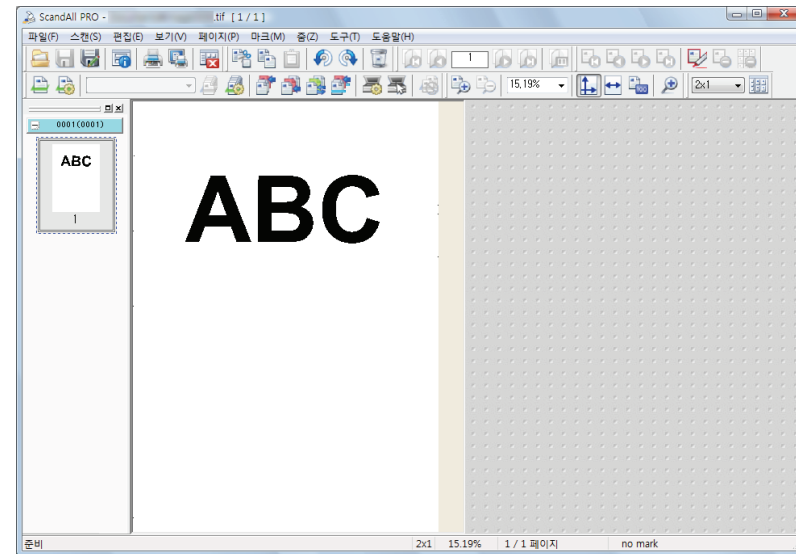 ScandAll PRO - .tif [ 1 / 1 ]
파일(F) 스캔(S) 편집(E) 보기(V) 페이지(P) 마크(M) 줌(Z) 도구(T) 도움말(H)
1
15,19%
2x1
0001(0001)
ABC
1
ABC
준비
2x1 15.19% 1 / 1 페이지 no mark